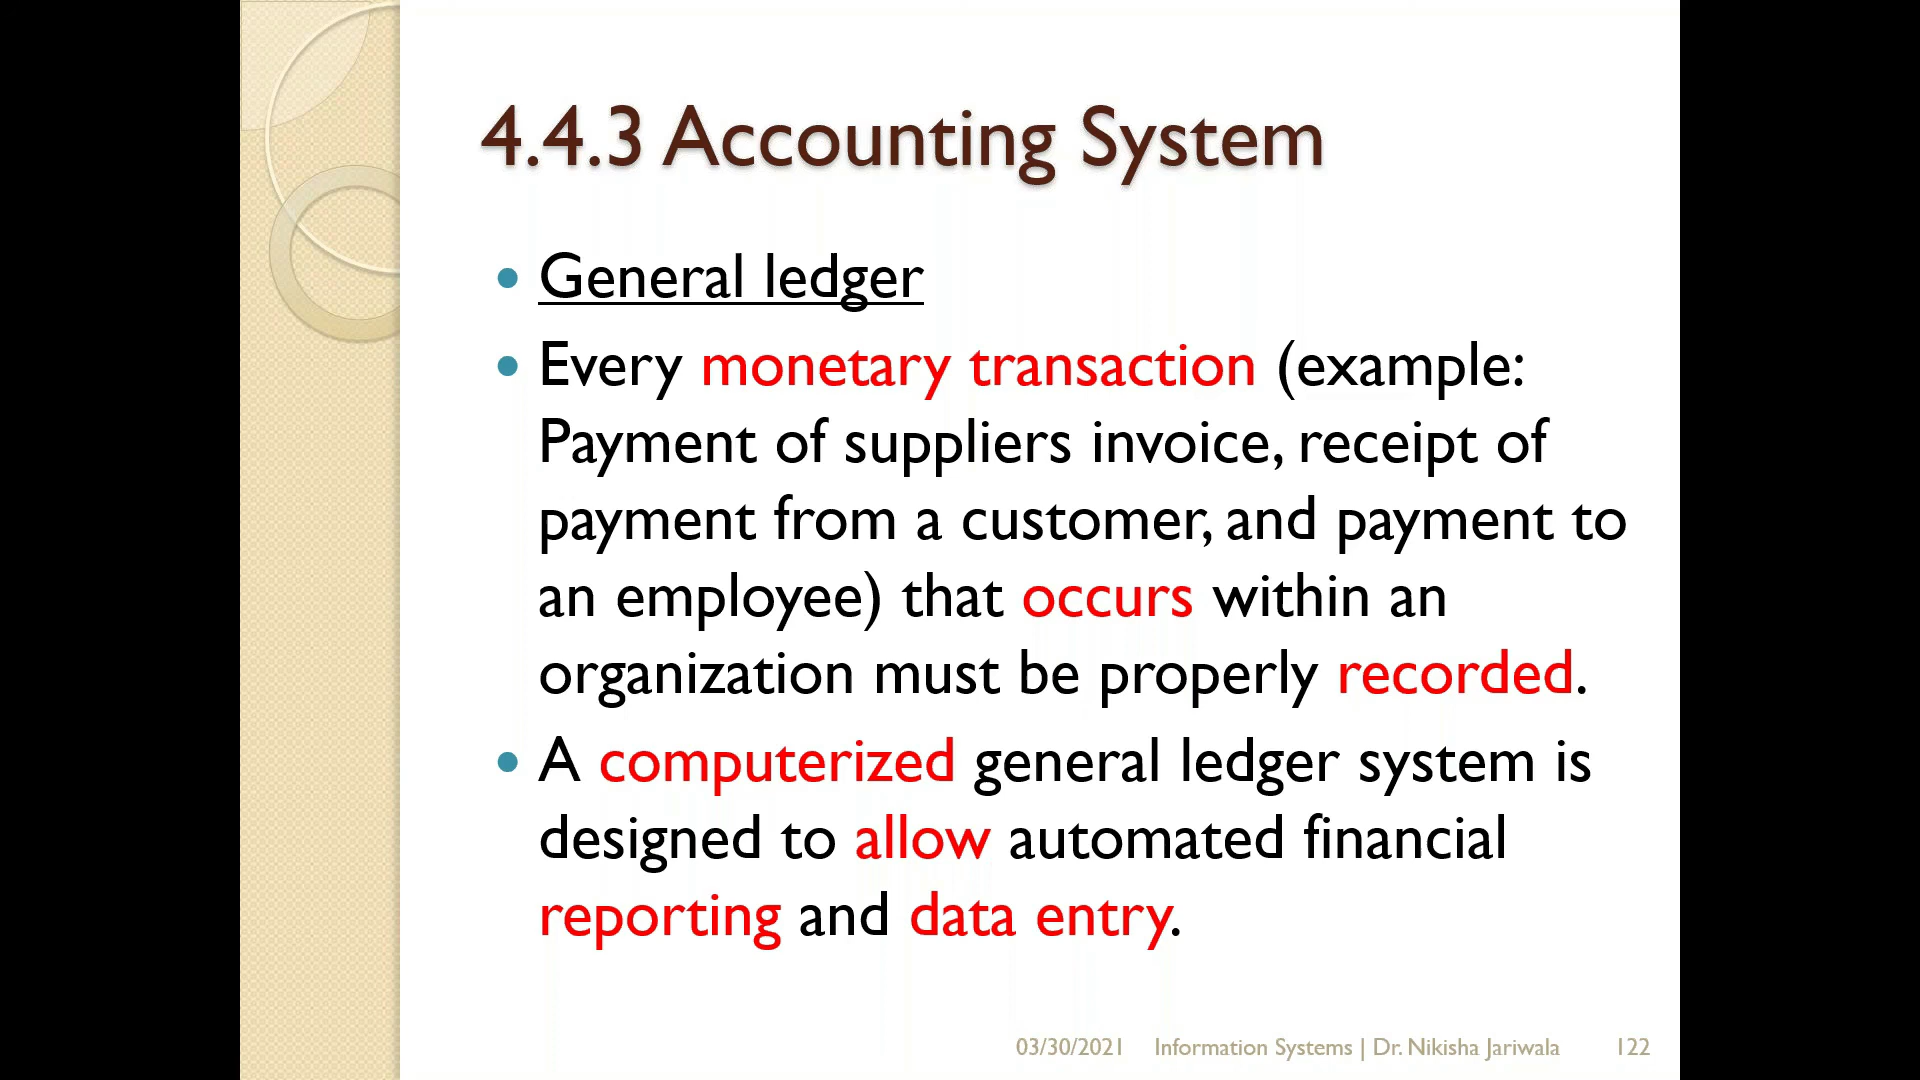 4.4.3 Accounting System
• General ledger
• Every monetary transaction (example:
Payment of suppliers invoice, receipt of
payment from a customer, and payment to
an employee) that occurs within an
organization must be properly recorded.
• A computerized general ledger system is
designed to allow automated financial
reporting and data entry.
03/30/2021 Information Systems | Dr. Nikisha Jariwala 122